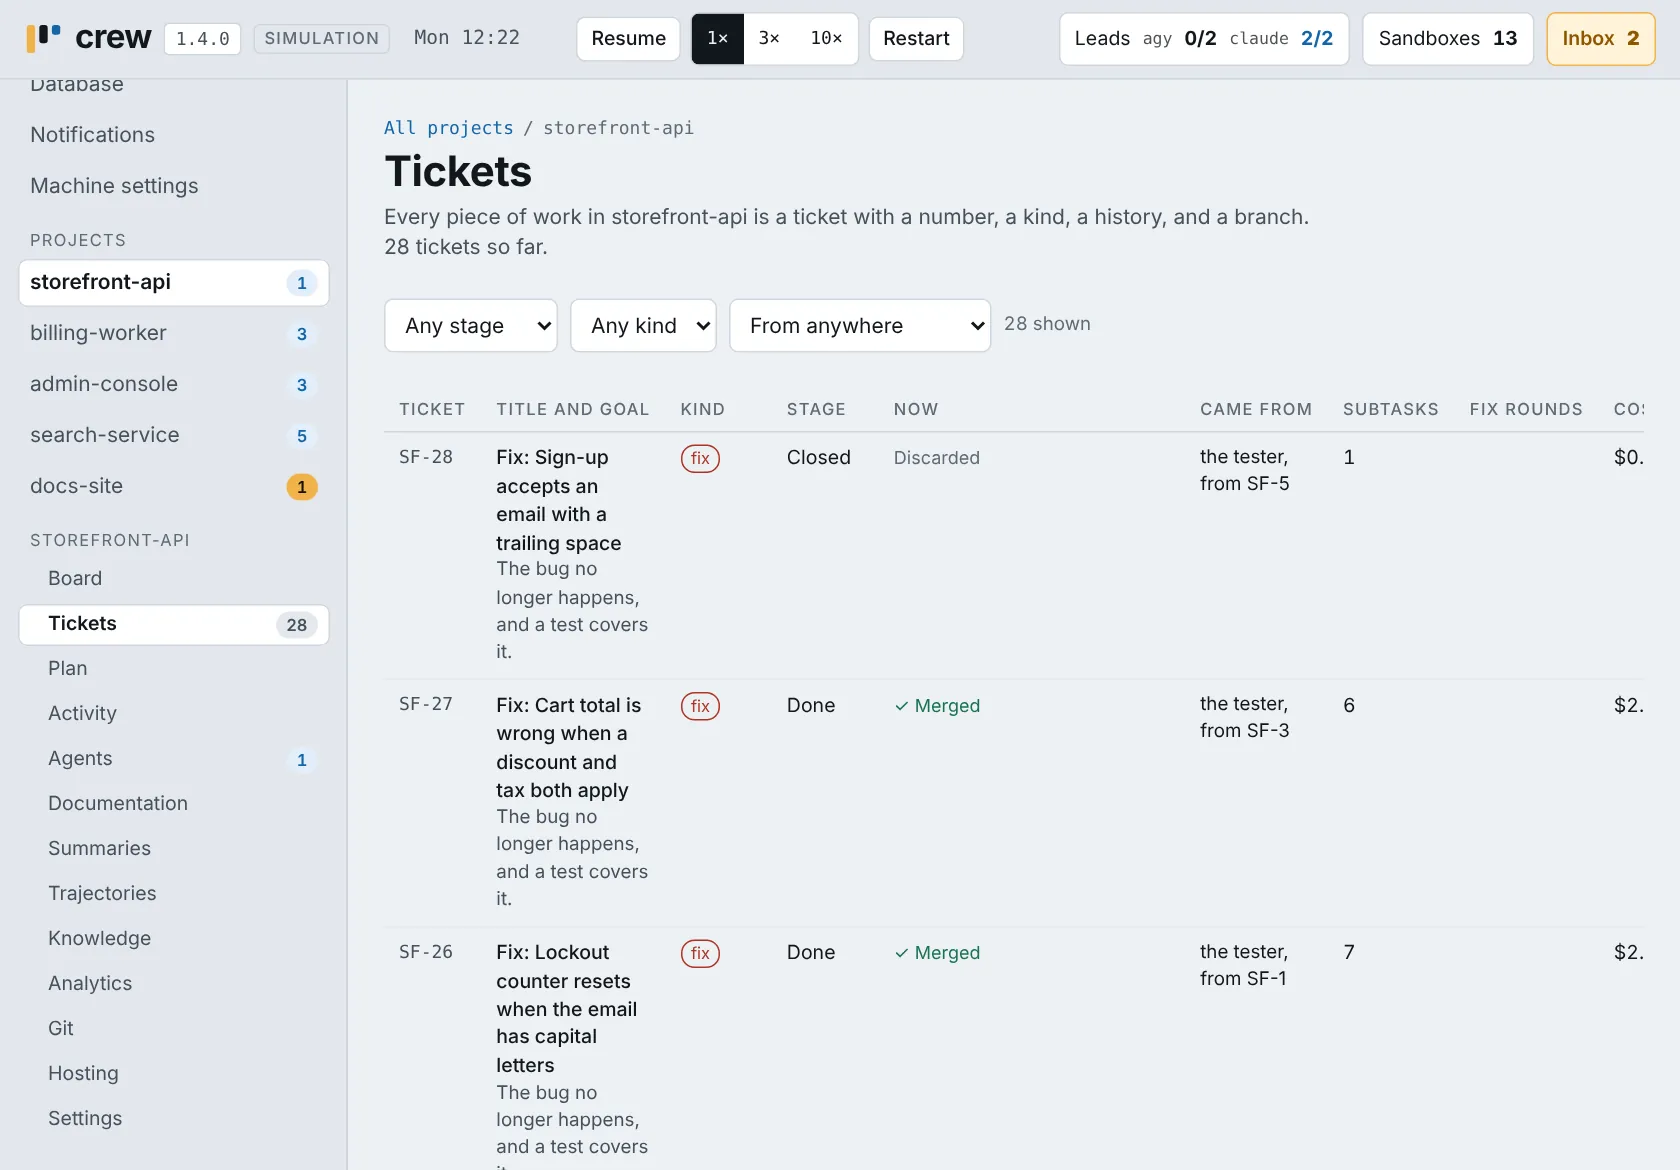 crew 1.4.0 SIMULATION Mon 12:22 Resume 1× 3× 10× Restart Leads agy 0/2 claude 2/2 Sandboxes 13 Inbox 2
Database
Notifications
Machine settings
PROJECTS
storefront-api 1
billing-worker 3
admin-console 3
search-service 5
docs-site 1
STOREFRONT-API
Board
Tickets 28
Plan
Activity
Agents 1
Documentation
Summaries
Trajectories
Knowledge
Analytics
Git
Hosting
Settings
All projects / storefront-api
Tickets
Every piece of work in storefront-api is a ticket with a number, a kind, a history, and a branch.
28 tickets so far.
Any stage Any kind From anywhere 28 shown
TICKET TITLE AND GOAL KIND STAGE NOW CAME FROM SUBTASKS FIX ROUNDS
SF-28 Fix: Sign-up fix Closed Discarded the tester, 1 $0.
accepts an from SF-5
email with a
trailing space
The bug no
longer happens,
and a test covers
it.
SF-27 Fix: Cart total is fix Done ✓ Merged the tester, 6 $2.
wrong when a from SF-3
discount and
tax both apply
The bug no
longer happens,
and a test covers
it.
SF-26 Fix: Lockout fix Done ✓ Merged the tester, 7 $2.
counter resets from SF-1
when the email
has capital
letters
The bug no
longer happens,
and a test covers